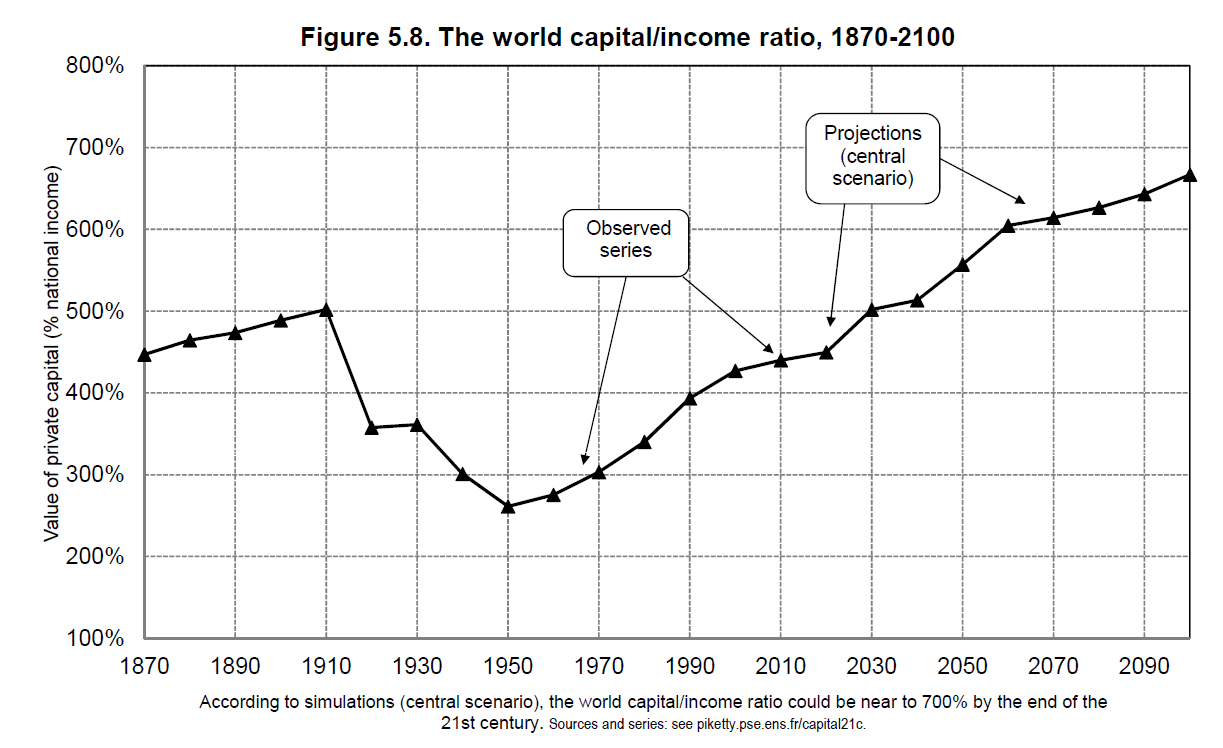 Figure 5.8. The world capital/income ratio, 1870-2100
800%
700%
600%
500%
400%
300%
200%
100%
Value of private capital (% national income)
Observed
series
Projections
(central
scenario)
1870 1890 1910 1930 1950 1970 1990 2010 2030 2050 2070 2090
According to simulations (central scenario), the world capital/income ratio could be near to 700% by the end of the
21st century. Sources and series: see piketty.pse.ens.fr/capital21c.